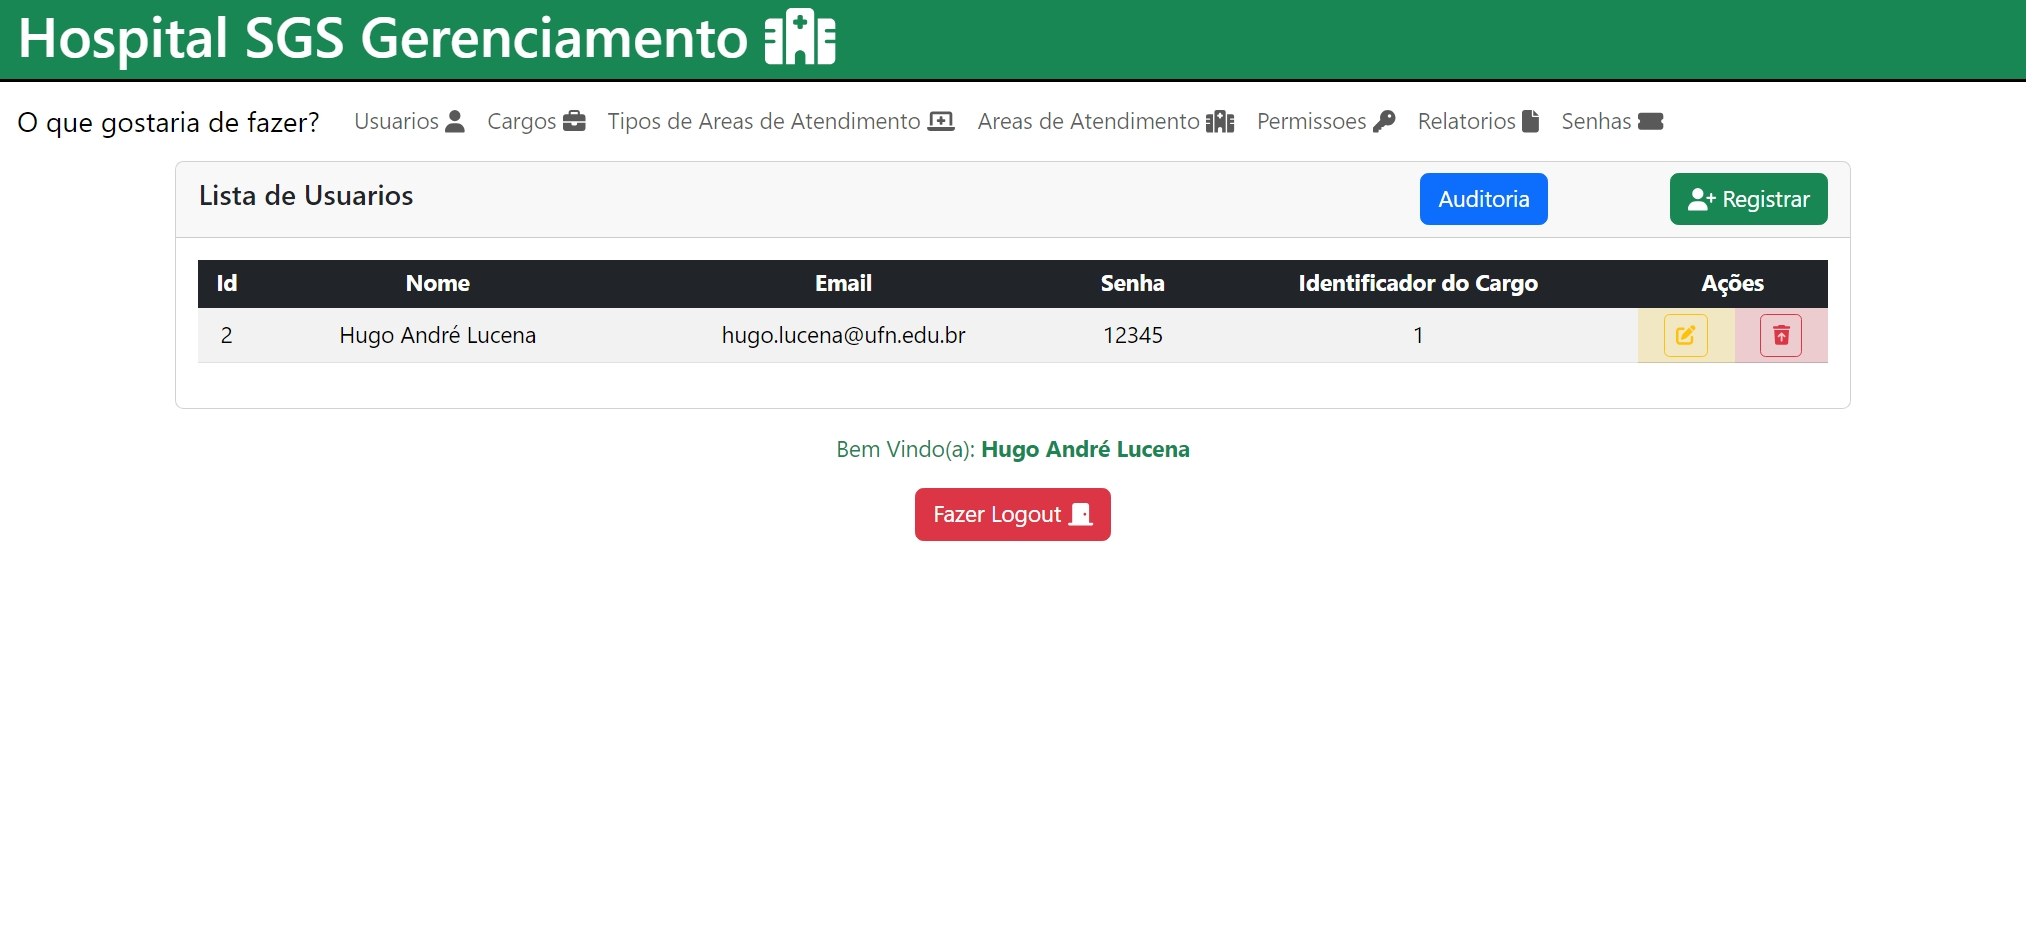 Hospital SGS Gerenciamento
O que gostaria de fazer? Usuarios Cargos Tipos de Areas de Atendimento Areas de Atendimento Permissoes Relatorios Senhas
Lista de Usuarios Auditoria Registrar
Id Nome Email Senha Identificador do Cargo Ações
2 Hugo André Lucena hugo.lucena@ufn.edu.br 12345 1
Bem Vindo(a): Hugo André Lucena
Fazer Logout